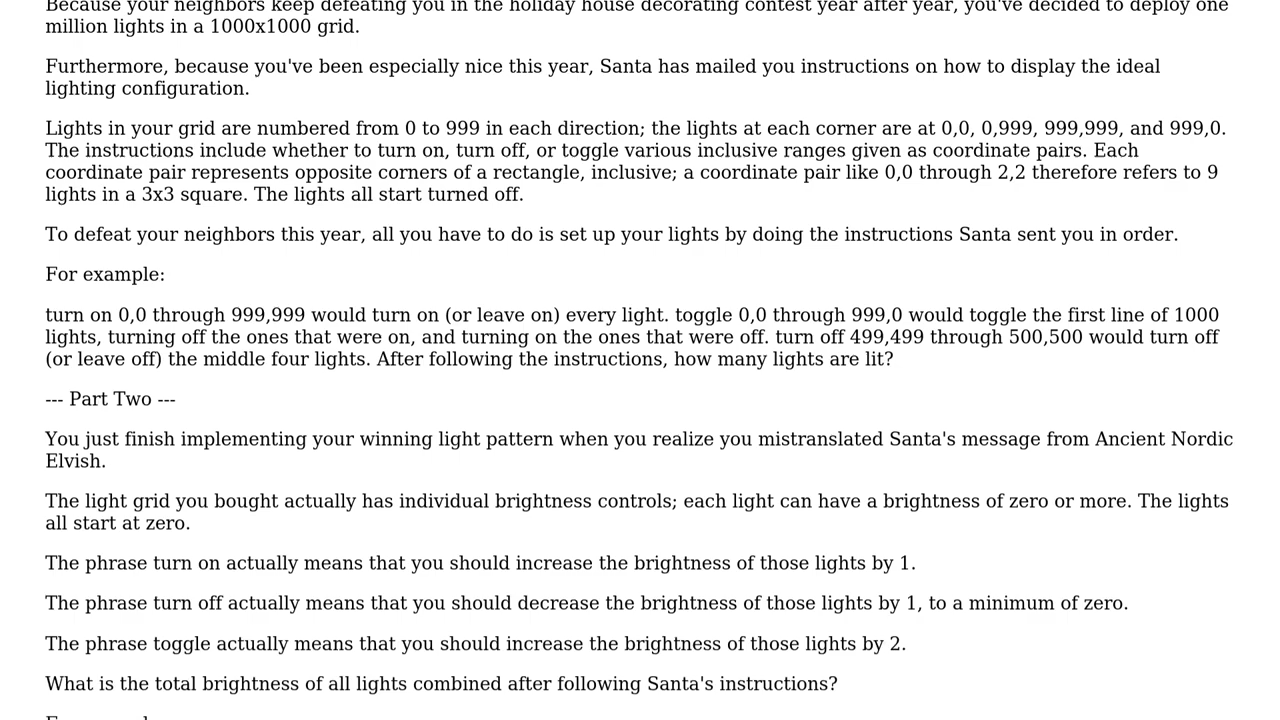 Because your neighbors keep defeating you in the holiday house decorating contest year after year, you've decided to deploy one
million lights in a 1000x1000 grid.
Furthermore, because you've been especially nice this year, Santa has mailed you instructions on how to display the ideal
lighting configuration.
Lights in your grid are numbered from 0 to 999 in each direction; the lights at each corner are at 0,0, 0,999, 999,999, and 999,0.
The instructions include whether to turn on, turn off, or toggle various inclusive ranges given as coordinate pairs. Each
coordinate pair represents opposite corners of a rectangle, inclusive; a coordinate pair like 0,0 through 2,2 therefore refers to 9
lights in a 3x3 square. The lights all start turned off.
To defeat your neighbors this year, all you have to do is set up your lights by doing the instructions Santa sent you in order.
For example:
turn on 0,0 through 999,999 would turn on (or leave on) every light. toggle 0,0 through 999,0 would toggle the first line of 1000
lights, turning off the ones that were on, and turning on the ones that were off. turn off 499,499 through 500,500 would turn off
(or leave off) the middle four lights. After following the instructions, how many lights are lit?
--- Part Two ---
You just finish implementing your winning light pattern when you realize you mistranslated Santa's message from Ancient Nordic
Elvish.
The light grid you bought actually has individual brightness controls; each light can have a brightness of zero or more. The lights
all start at zero.
The phrase turn on actually means that you should increase the brightness of those lights by 1.
The phrase turn off actually means that you should decrease the brightness of those lights by 1, to a minimum of zero.
The phrase toggle actually means that you should increase the brightness of those lights by 2.
What is the total brightness of all lights combined after following Santa's instructions?